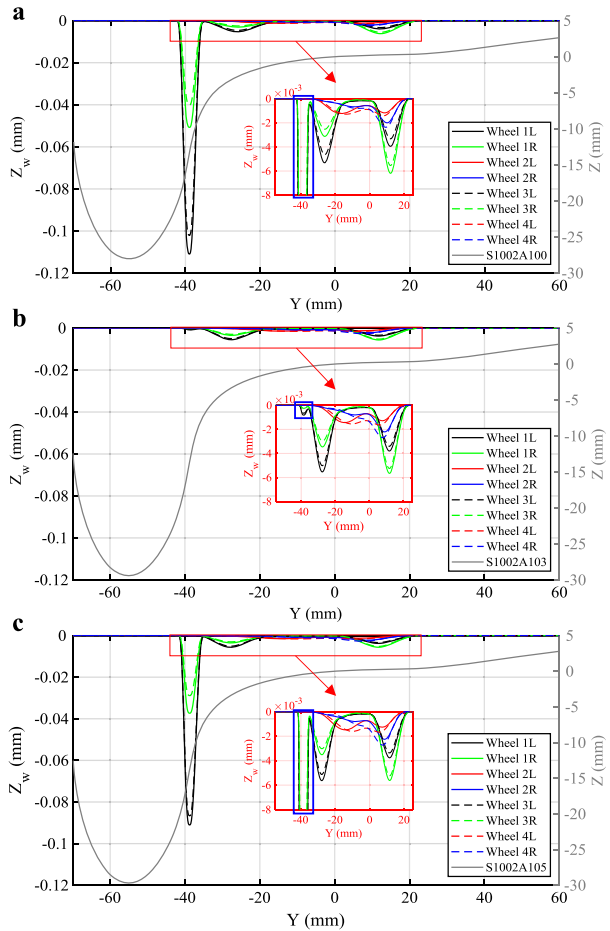 a
0
-0.02
-0.04
-0.06
-0.08
-0.1
-0.12
Z_w (mm)
-60 -40 -20 0 20 40 60
Y (mm)
5
0
-5
-10
-15
-20
-25
-30
Z (mm)
×10^-3
0
-2
-4
-6
-8
Z_w (mm)
-40 -20 0 20
Y (mm)
Wheel 1L
Wheel 1R
Wheel 2L
Wheel 2R
Wheel 3L
Wheel 3R
Wheel 4L
Wheel 4R
S1002A100
b
0
-0.02
-0.04
-0.06
-0.08
-0.1
-0.12
Z_w (mm)
-60 -40 -20 0 20 40 60
Y (mm)
5
0
-5
-10
-15
-20
-25
-30
Z (mm)
×10^-3
0
-2
-4
-6
-8
Z_w (mm)
-40 -20 0 20
Y (mm)
Wheel 1L
Wheel 1R
Wheel 2L
Wheel 2R
Wheel 3L
Wheel 3R
Wheel 4L
Wheel 4R
S1002A103
c
0
-0.02
-0.04
-0.06
-0.08
-0.1
-0.12
Z_w (mm)
-60 -40 -20 0 20 40 60
Y (mm)
5
0
-5
-10
-15
-20
-25
-30
Z (mm)
×10^-3
0
-2
-4
-6
-8
Z_w (mm)
-40 -20 0 20
Y (mm)
Wheel 1L
Wheel 1R
Wheel 2L
Wheel 2R
Wheel 3L
Wheel 3R
Wheel 4L
Wheel 4R
S1002A105